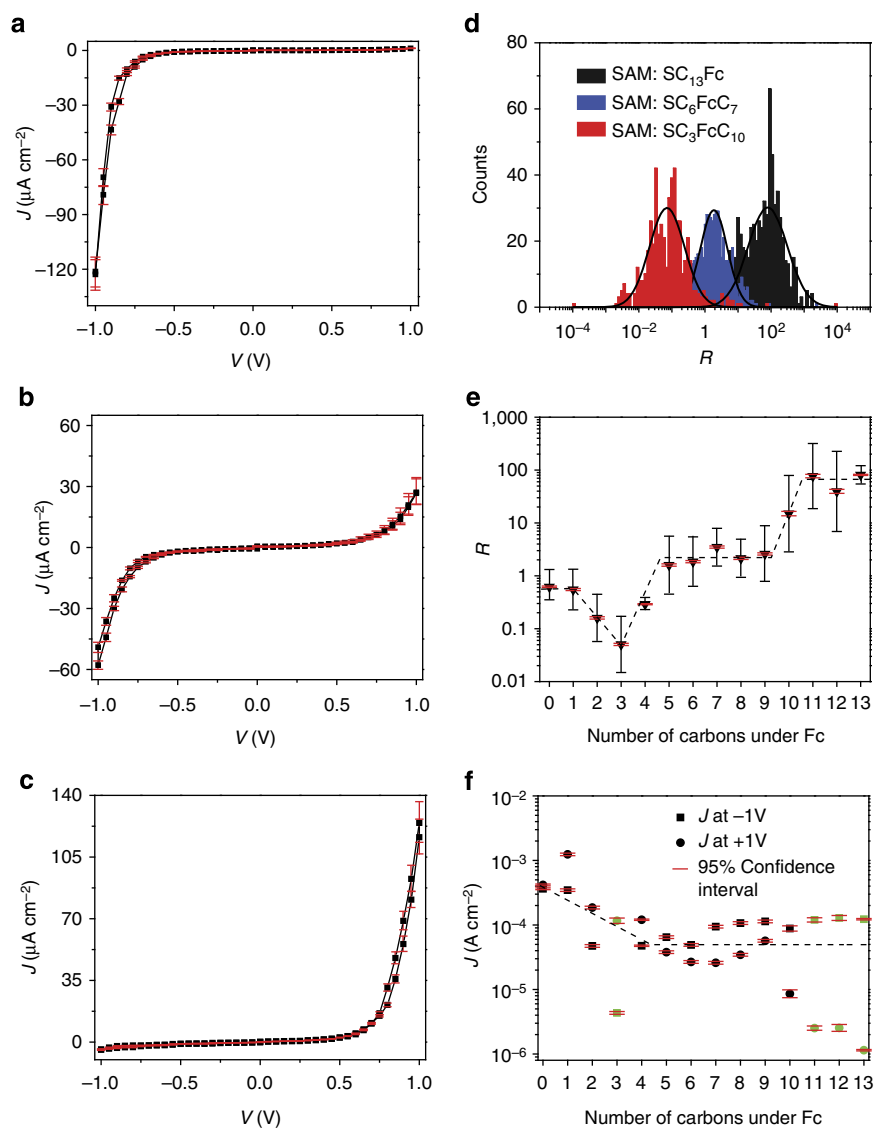 a
0
−30
−60
−90
−120
J (μA cm−2)
−1.0
−0.5
0.0
0.5
1.0
V (V)
b
60
30
0
−30
−60
J (μA cm−2)
−1.0
−0.5
0.0
0.5
1.0
V (V)
c
140
105
70
35
0
J (μA cm−2)
−1.0
−0.5
0.0
0.5
1.0
V (V)
d
80
60
40
20
0
Counts
SAM: SC13Fc
SAM: SC6FcC7
SAM: SC3FcC10
10−4
10−2
1
102
104
R
e
1,000
100
10
1
0.1
0.01
R
0 1 2 3 4 5 6 7 8 9 10 11 12 13
Number of carbons under Fc
f
10−2
10−3
10−4
10−5
10−6
J (A cm−2)
J at −1V
J at +1V
95% Confidence
interval
0 1 2 3 4 5 6 7 8 9 10 11 12 13
Number of carbons under Fc